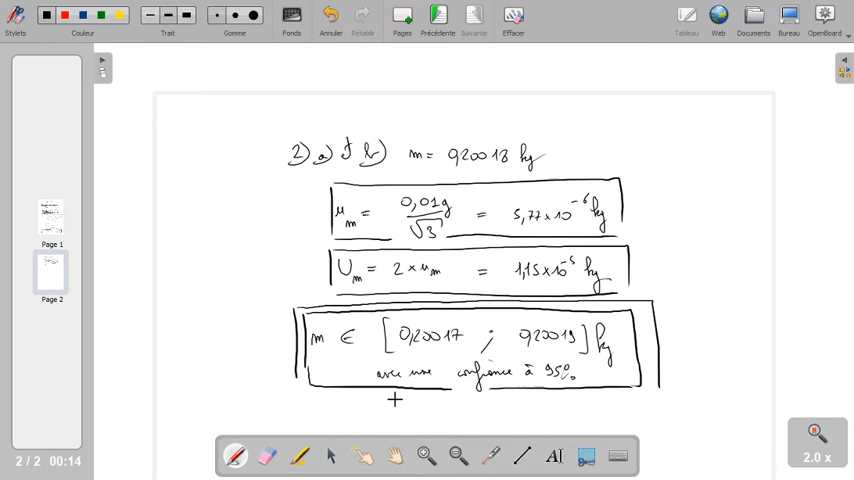 Stylets Couleur Trait Gomme Fonds Annuler Rétablir Pages Précédente Suivante Effacer Tableau Web Documents Bureau OpenBoard
2) a) et b) m = 0,20018 kg
u_m = 0,01g / √3 = 5,77 × 10⁻⁶ kg
U_m = 2 × u_m = 1,15 × 10⁻⁵ kg
m ∈ [0,20017 ; 0,20019] kg
avec une confiance à 95%.
Page 1
Page 2
2 / 2 00:14
AI
2.0 x